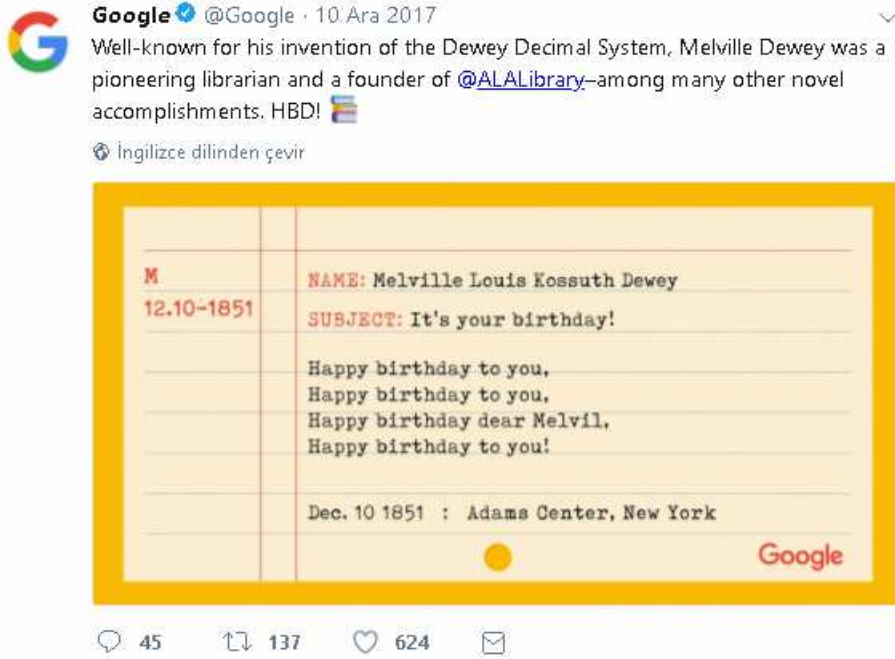 Google @Google · 10 Ara 2017
Well-known for his invention of the Dewey Decimal System, Melville Dewey was a
pioneering librarian and a founder of @ALALibrary–among many other novel
accomplishments. HBD!
İngilizce dilinden çevir
M
12.10-1851
NAME: Melville Louis Kossuth Dewey
SUBJECT: It's your birthday!
Happy birthday to you,
Happy birthday to you,
Happy birthday dear Melvil,
Happy birthday to you!
Dec. 10 1851 : Adams Center, New York
Google
45 137 624